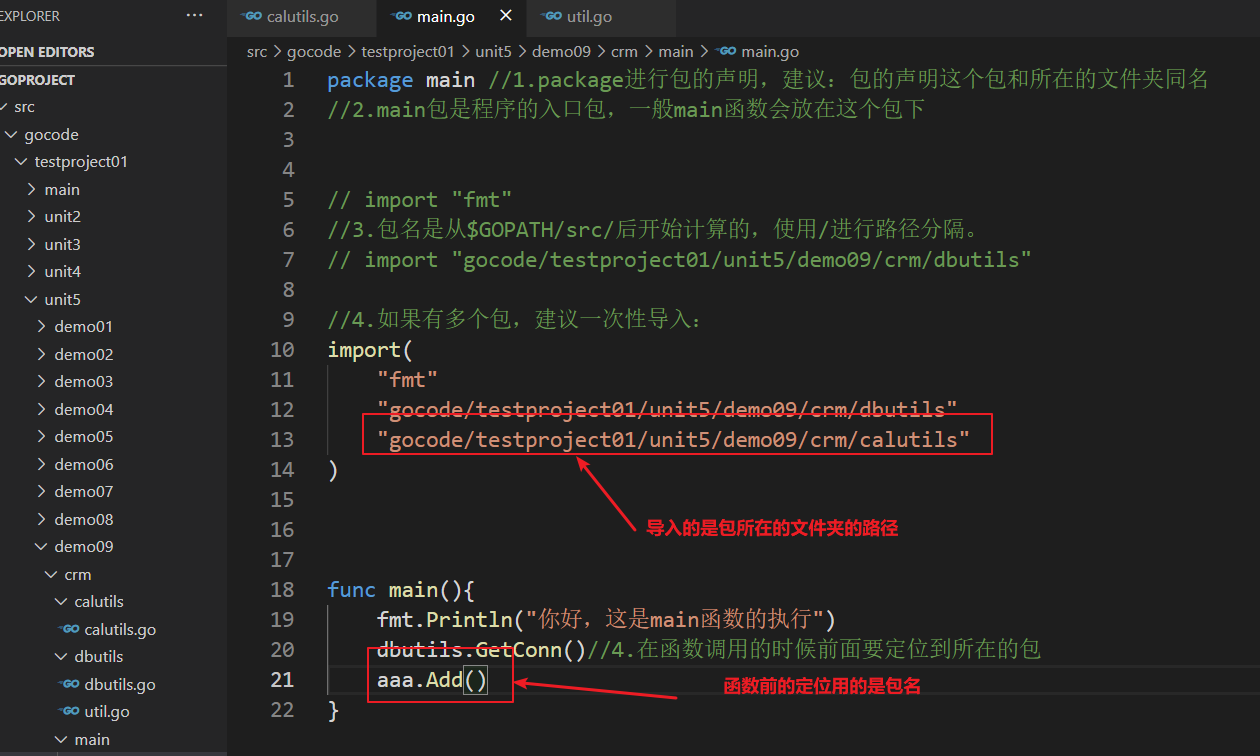 EXPLORER
···
calutils.go
main.go
util.go
OPEN EDITORS
src > gocode > testproject01 > unit5 > demo09 > crm > main > main.go
GOPROJECT
src
gocode
testproject01
main
unit2
unit3
unit4
unit5
demo01
demo02
demo03
demo04
demo05
demo06
demo07
demo08
demo09
crm
calutils
calutils.go
dbutils
dbutils.go
util.go
main
1 package main //1.package进行包的声明，建议：包的声明这个包和所在的文件夹同名
2 //2.main包是程序的入口包，一般main函数会放在这个包下
3
4
5 // import "fmt"
6 //3.包名是从$GOPATH/src/后开始计算的，使用/进行路径分隔。
7 // import "gocode/testproject01/unit5/demo09/crm/dbutils"
8
9 //4.如果有多个包，建议一次性导入：
10 import(
11 "fmt"
12 "gocode/testproject01/unit5/demo09/crm/dbutils"
13 "gocode/testproject01/unit5/demo09/crm/calutils"
14 )
15
16
导入的是包所在的文件夹的路径
17
18 func main(){
19 fmt.Println("你好，这是main函数的执行")
20 dbutils.GetConn()//4.在函数调用的时候前面要定位到所在的包
21 aaa.Add()
函数前的定位用的是包名
22 }